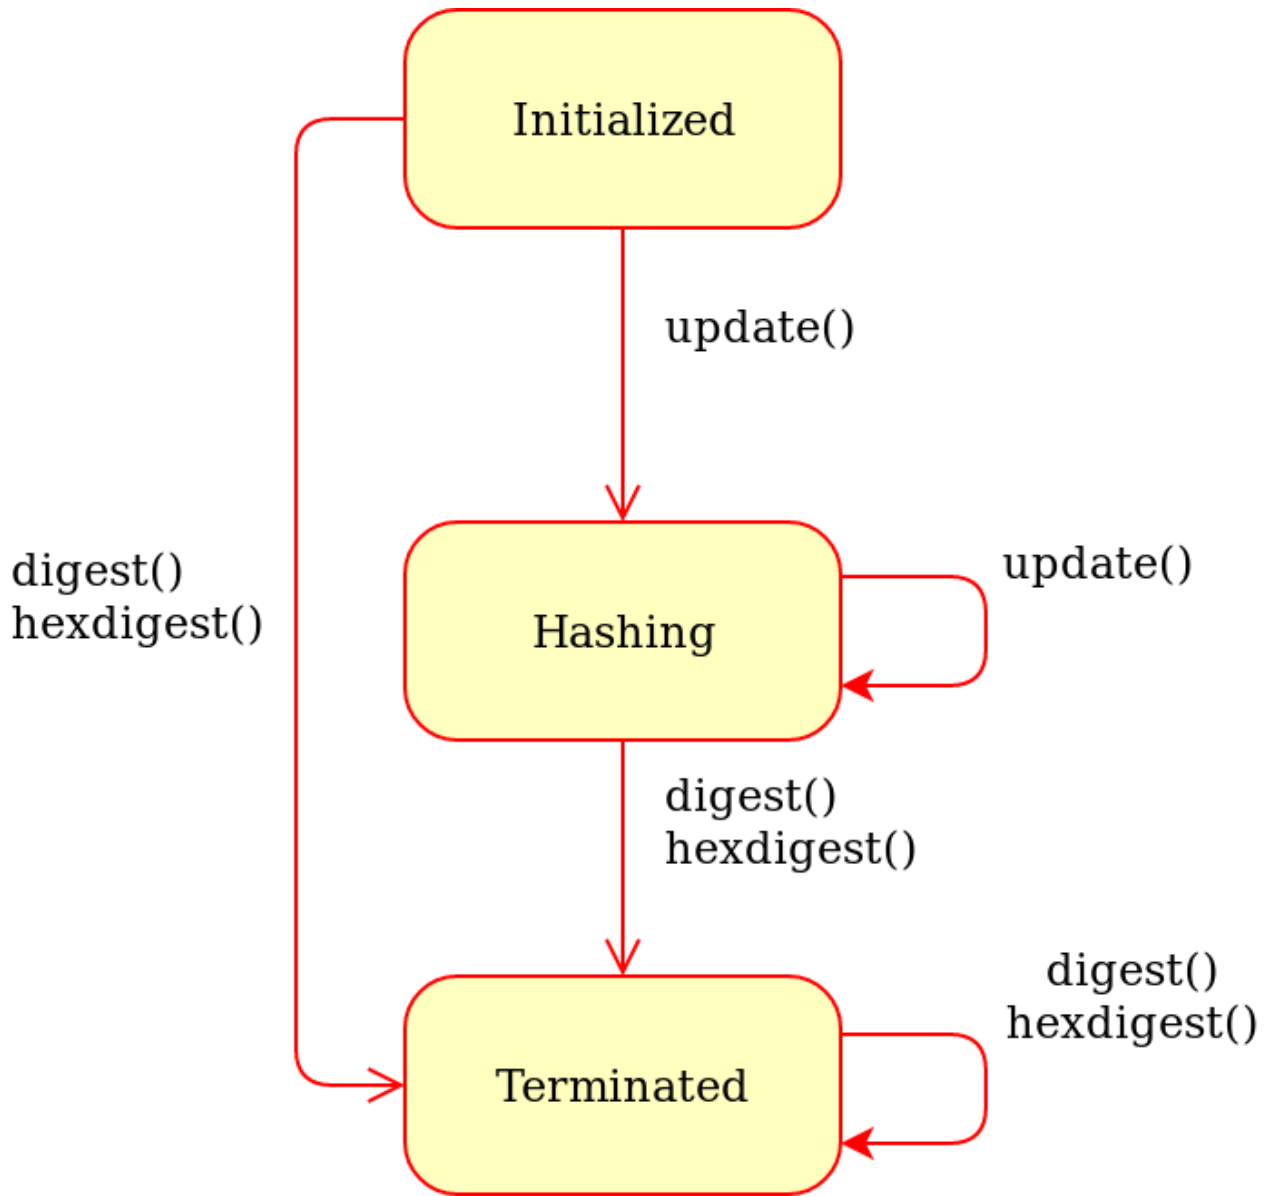 Initialized
update()
digest()
hexdigest()
Hashing
update()
digest()
hexdigest()
Terminated
digest()
hexdigest()